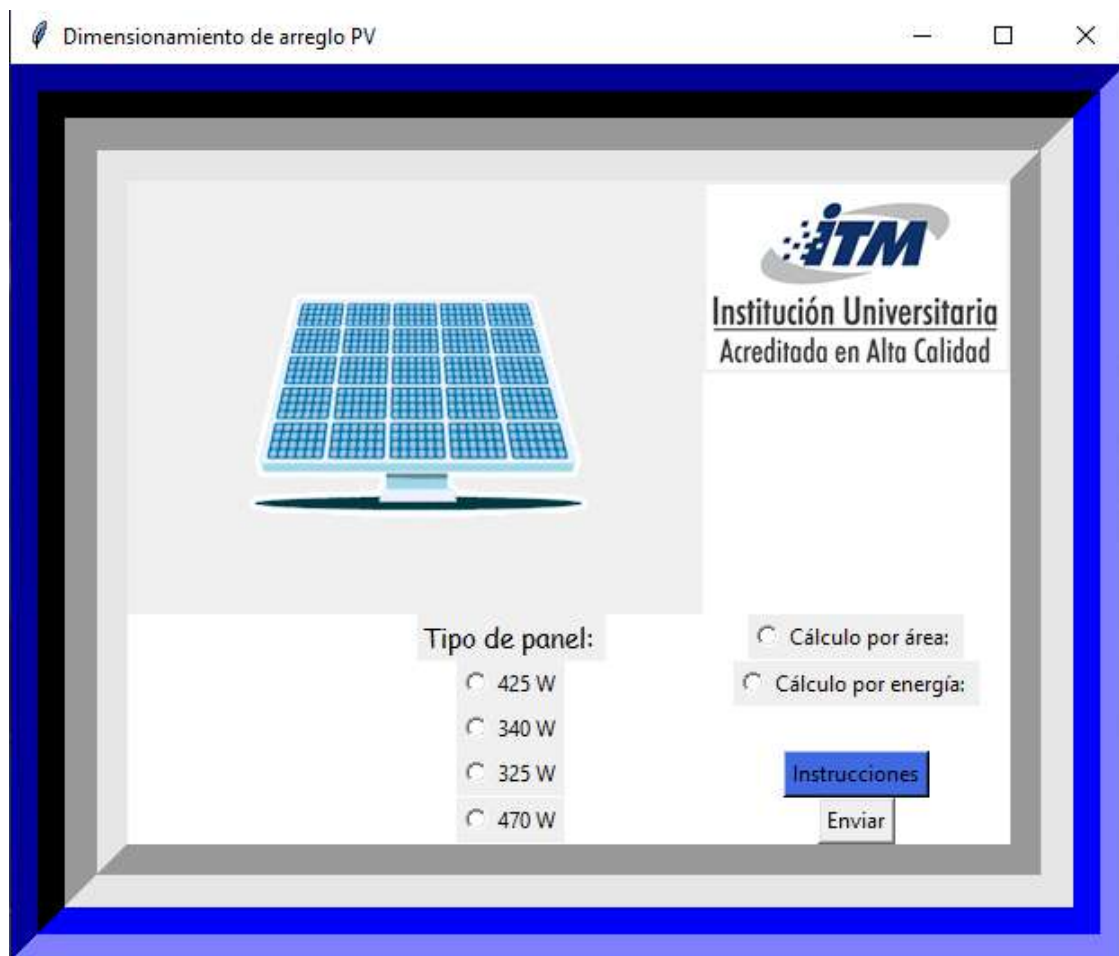 Dimensionamiento de arreglo PV
iTM
Institución Universitaria
Acreditada en Alta Calidad
Tipo de panel:
425 W
340 W
325 W
470 W
Cálculo por área:
Cálculo por energía:
Instrucciones
Enviar